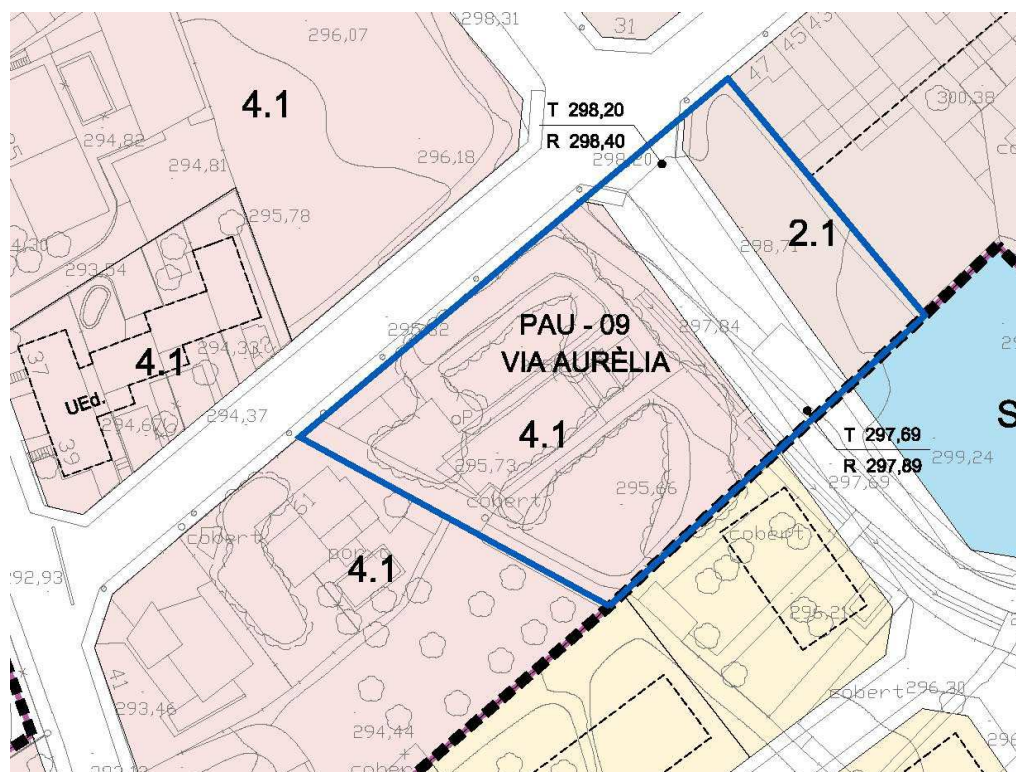 298,31
31
296,07
47
45
43
4.1
T 298,20
R 298,40
300,38
294,82
296,18
298,20
294,81
295,78
2.1
298,71
293,54
PAU - 09
VIA AURÈLIA
297,84
4.1
294,33
37
UEd.
294,37
294,67
39
4.1
S
T 297,69
R 297,89
299,24
297,69
295,73
295,66
cobert
cobert
cobert
61
porxo
4.1
292,93
296,21
41
cobert
296,30
293,46
294,44